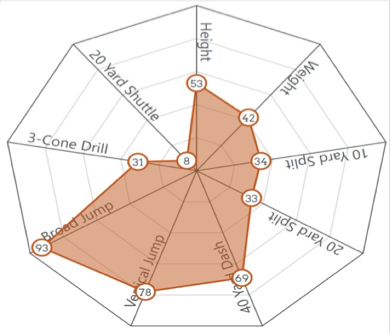 Height
53
Weight
42
10 Yard Split
34
20 Yard Split
33
40 Yard Dash
69
Vertical Jump
78
Broad Jump
93
3-Cone Drill
31
20 Yard Shuttle
8